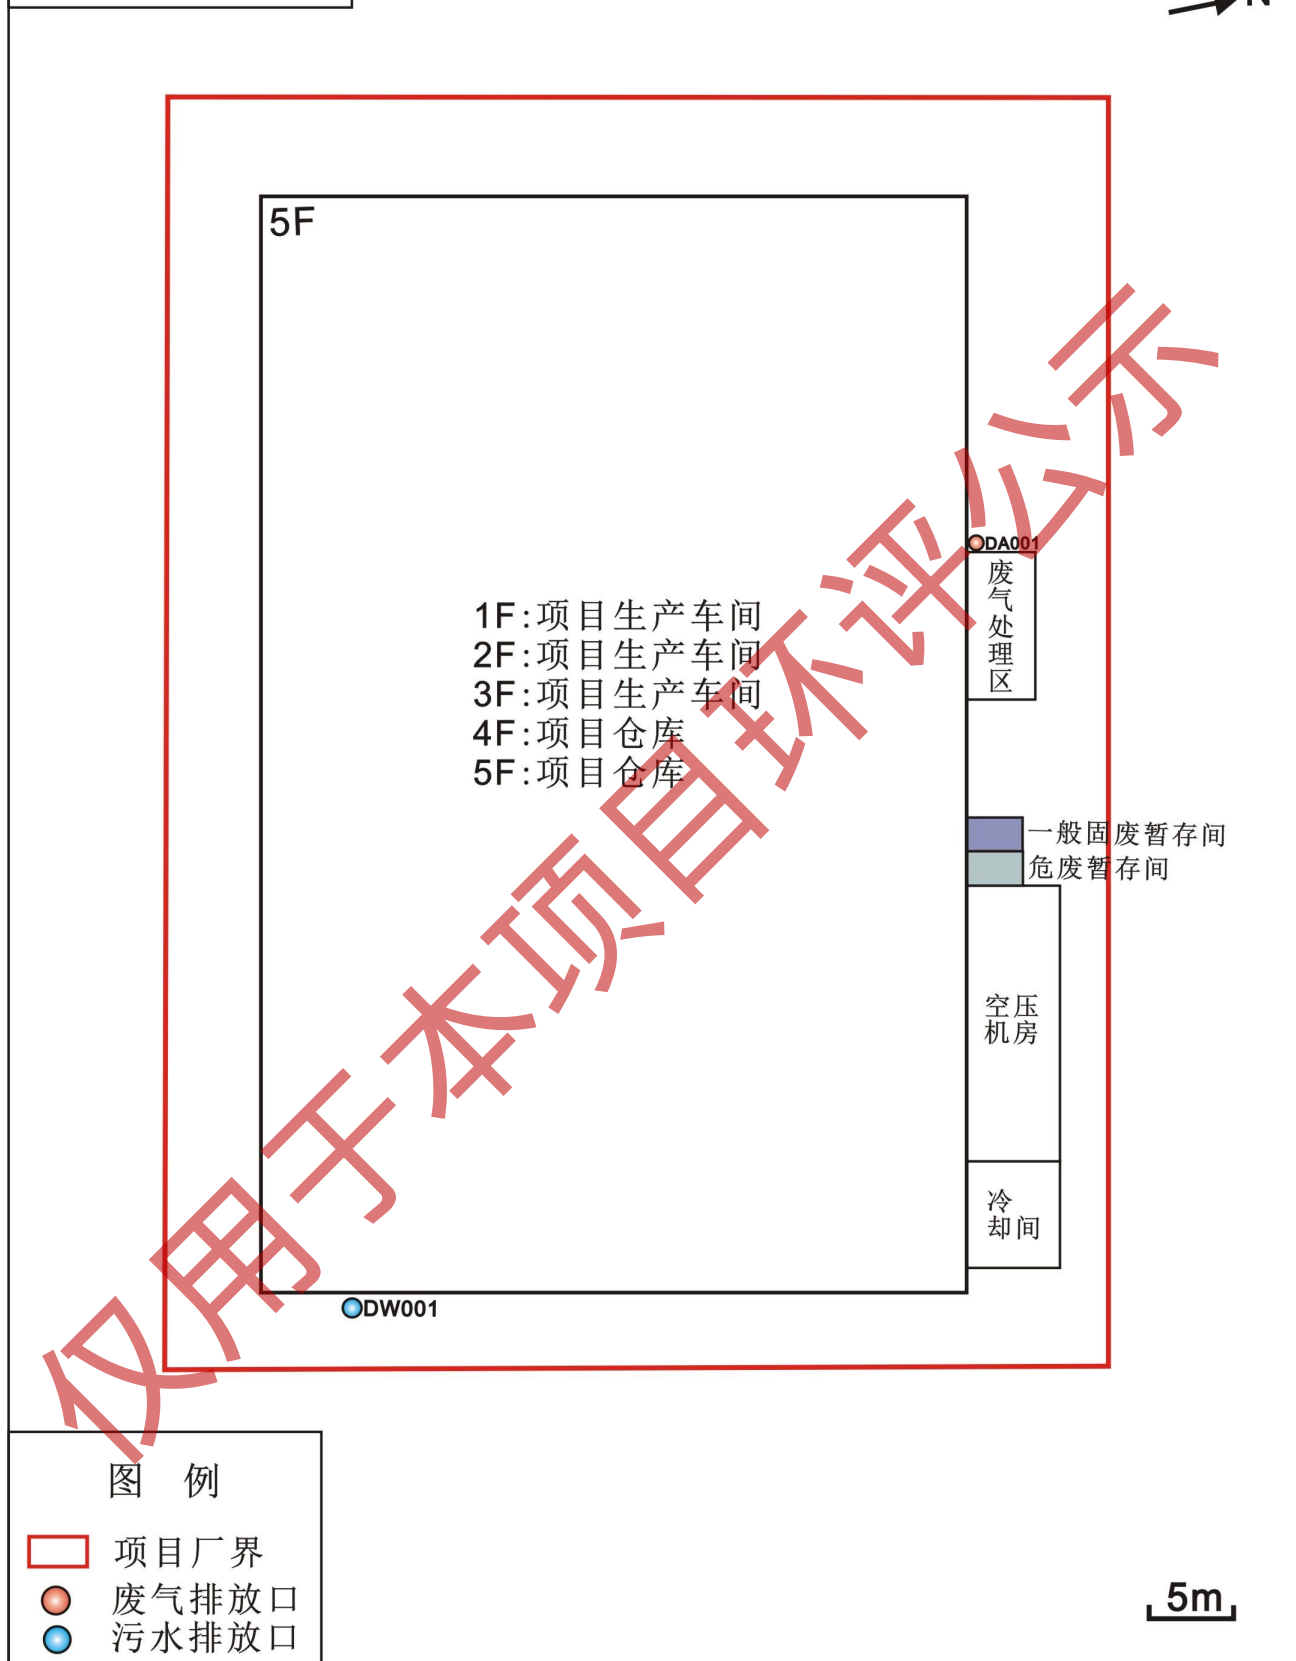 N
5F
DA001
废气处理区
1F:项目生产车间
2F:项目生产车间
3F:项目生产车间
4F:项目仓库
5F:项目仓库
一般固废暂存间
危废暂存间
空压
机房
冷
却间
DW001
仅用于本项目环评公示
图 例
项目厂界
废气排放口
污水排放口
5m